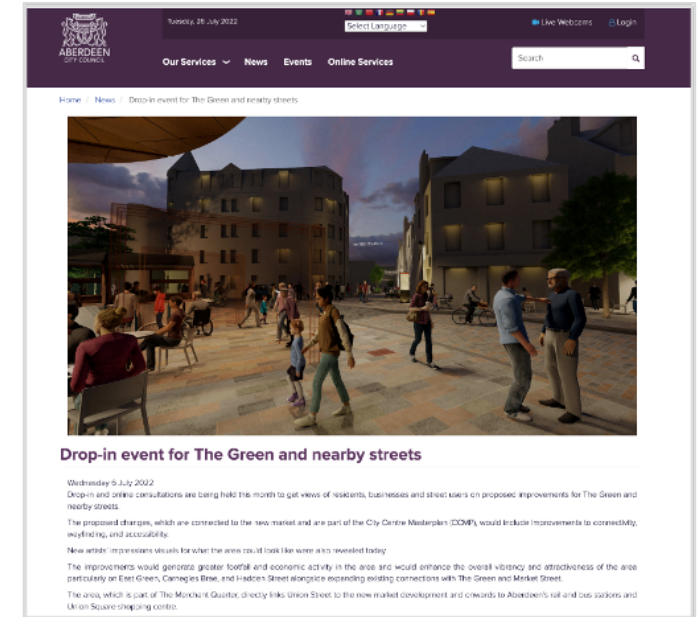 ABERDEEN
CITY COUNCIL
Tuesday, 26 July 2022
Select Language
Live Webcams
Login
Our Services
News
Events
Online Services
Search
Home / News / Drop-in event for The Green and nearby streets
Drop-in event for The Green and nearby streets
Wednesday 6 July 2022
Drop-in and online consultations are being held this month to get views of residents, businesses and street users on proposed improvements for The Green and
nearby streets.
The proposed changes, which are connected to the new market and are part of the City Centre Masterplan (CCMP), would include improvements to connectivity,
wayfinding, and accessibility.
New artists' impressions visuals for what the area could look like were also revealed today
The improvements would generate greater footfall and economic activity in the area and would enhance the overall vibrancy and attractiveness of the area
particularly on East Green, Carnegies Brae, and Hadden Street alongside expanding existing connections with The Green and Market Street.
The area, which is part of The Merchant Quarter, directly links Union Street to the new market development and onwards to Aberdeen's rail and bus stations and
Union Square shopping centre.